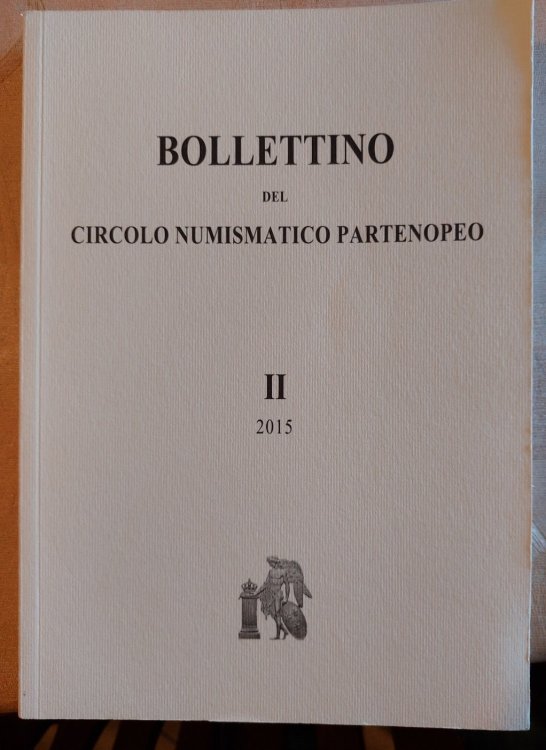 BOLLETTINO
DEL
CIRCOLO NUMISMATICO PARTENOPEO
II
2015